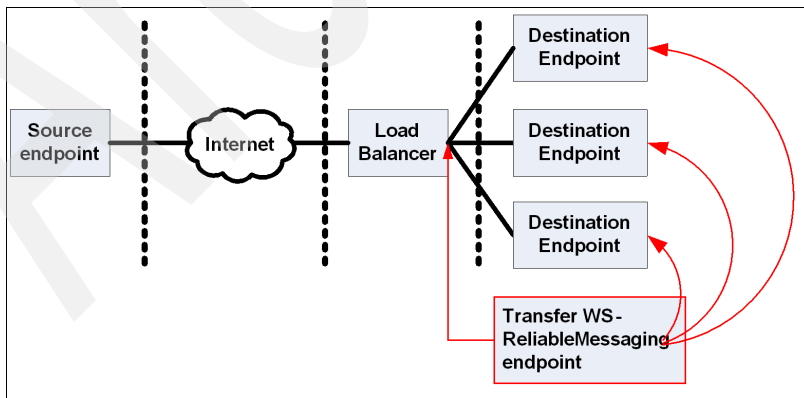 Destination
Endpoint
Source
endpoint
Internet
Load
Balancer
Destination
Endpoint
Destination
Endpoint
Transfer WS-
ReliableMessaging
endpoint